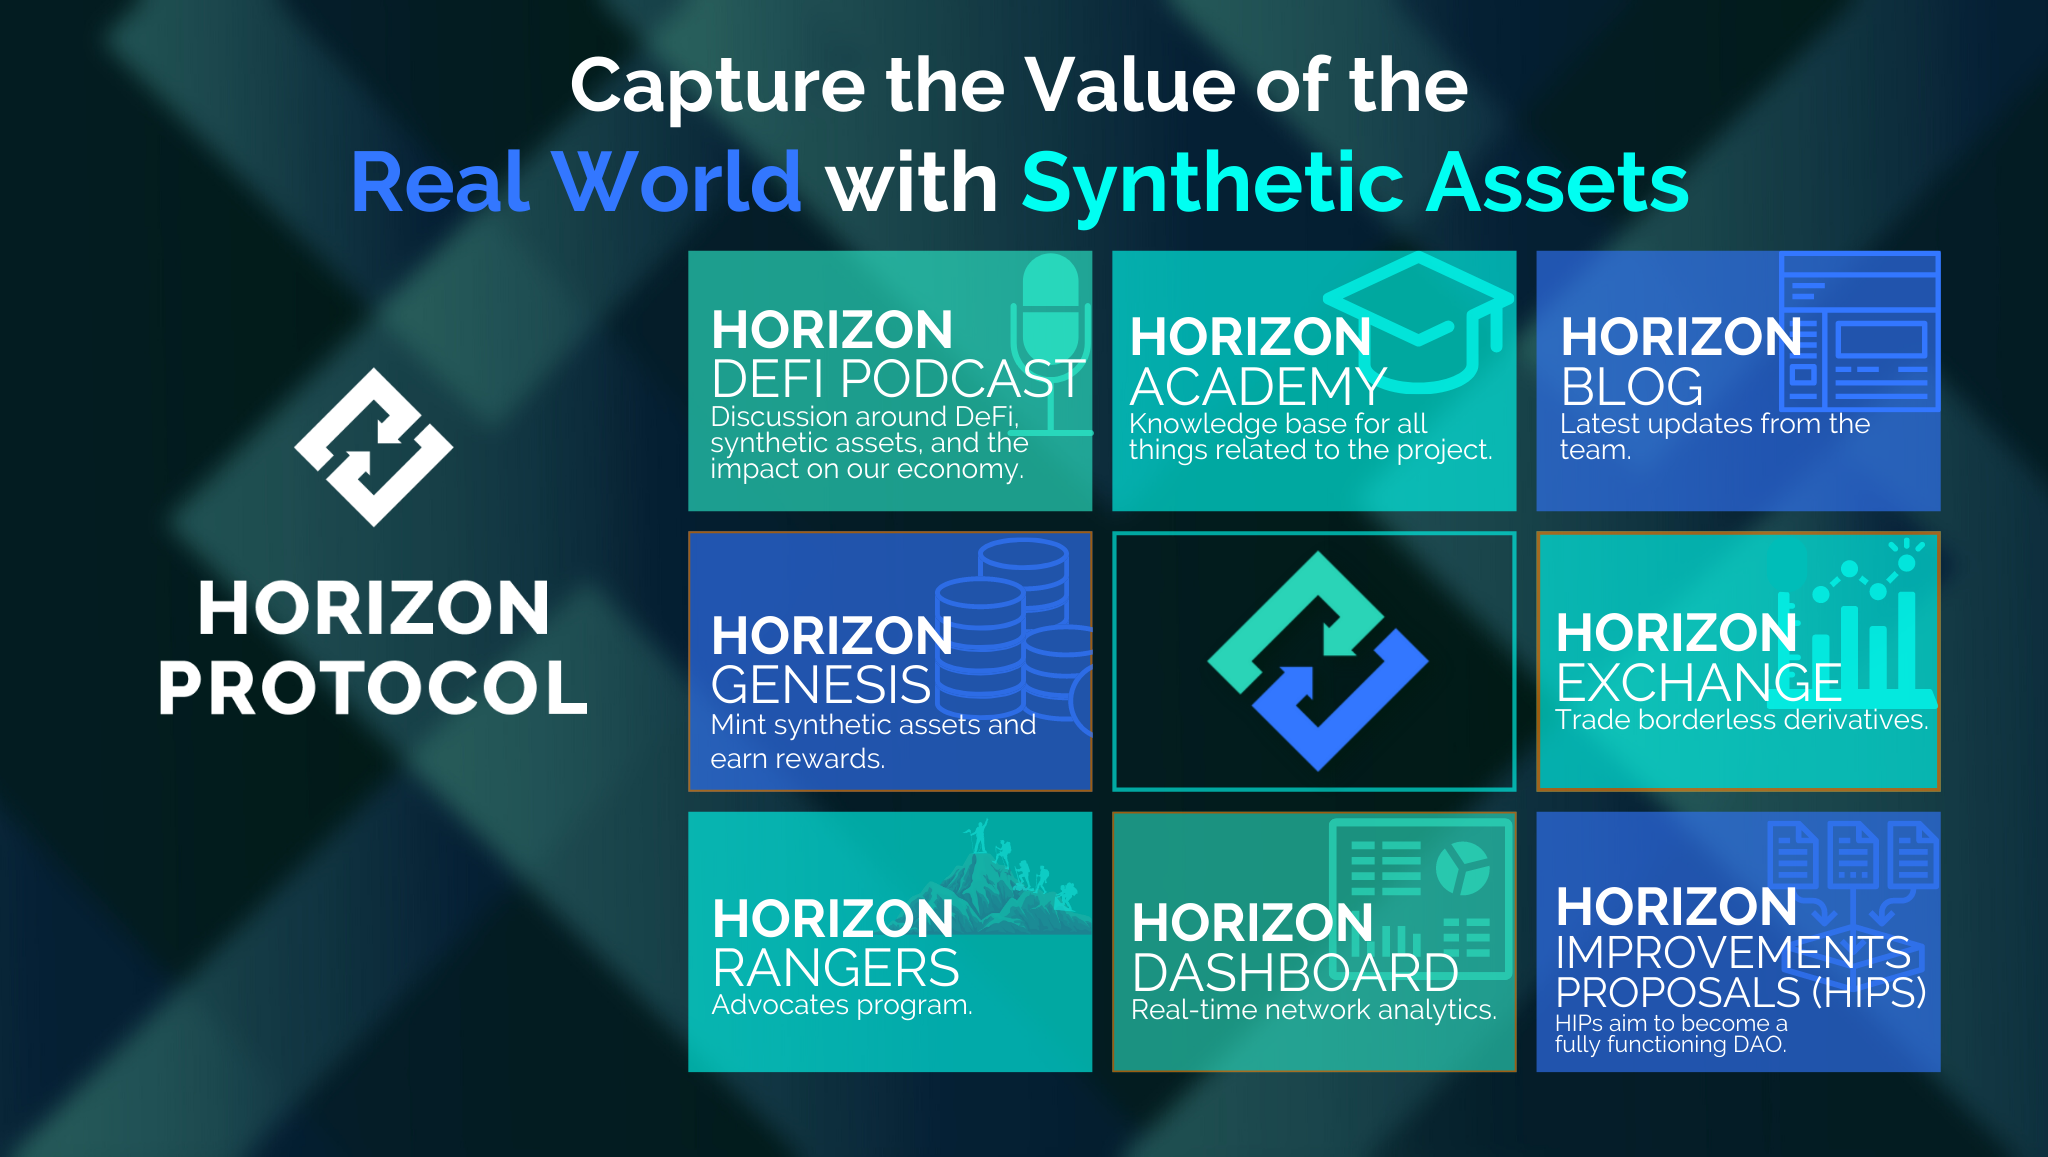 Capture the Value of the
Real World with Synthetic Assets
HORIZON
PROTOCOL
HORIZON
DEFI PODCAST
Discussion around DeFi,
synthetic assets, and the
impact on our economy.
HORIZON
ACADEMY
Knowledge base for all
things related to the project.
HORIZON
BLOG
Latest updates from the
team.
HORIZON
GENESIS
Mint synthetic assets and
earn rewards.
HORIZON
EXCHANGE
Trade borderless derivatives.
HORIZON
RANGERS
Advocates program.
HORIZON
DASHBOARD
Real-time network analytics.
HORIZON
IMPROVEMENTS
PROPOSALS (HIPS)
HIPs aim to become a
fully functioning DAO.